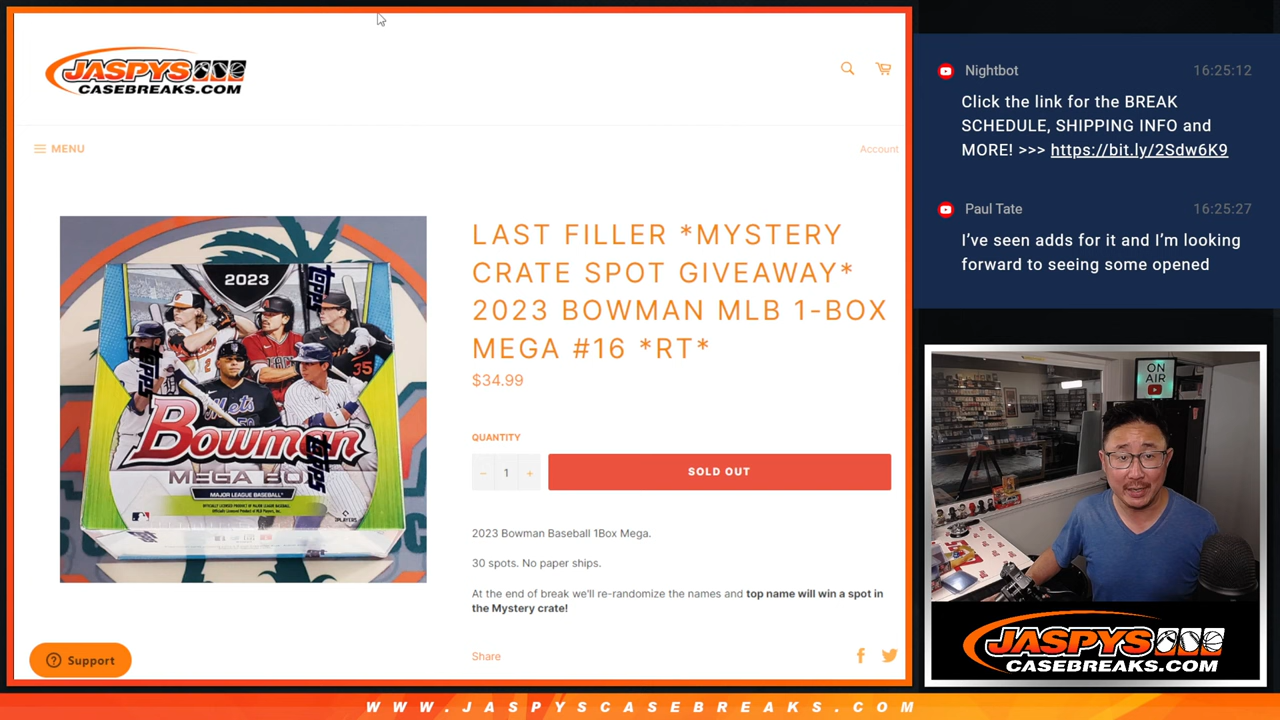 JASPYS
CASEBREAKS.COM
MENU
Account
2023
topps
topps
topps
35
Mets
Bowman
MEGA BOX
MAJOR LEAGUE BASEBALL
LAST FILLER *MYSTERY
CRATE SPOT GIVEAWAY*
2023 BOWMAN MLB 1-BOX
MEGA #16 *RT*
$34.99
QUANTITY
− 1 +
SOLD OUT
2023 Bowman Baseball 1Box Mega.
30 spots. No paper ships.
At the end of break we'll re-randomize the names and top name will win a spot in
the Mystery crate!
Share
Support
Nightbot 16:25:12
Click the link for the BREAK
SCHEDULE, SHIPPING INFO and
MORE! >>> https://bit.ly/2Sdw6K9
Paul Tate 16:25:27
I've seen adds for it and I'm looking
forward to seeing some opened
ON
AIR
JASPYS
CASEBREAKS.COM
WWW.JASPYSCASEBREAKS.COM